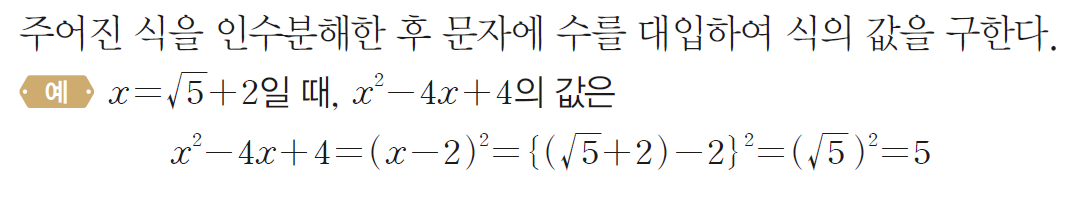 주어진 식을 인수분해한 후 문자에 수를 대입하여 식의 값을 구한다.
예 x=√5+2일 때, x²-4x+4의 값은
x²-4x+4=(x-2)²={(√5+2)-2}²=(√5)²=5